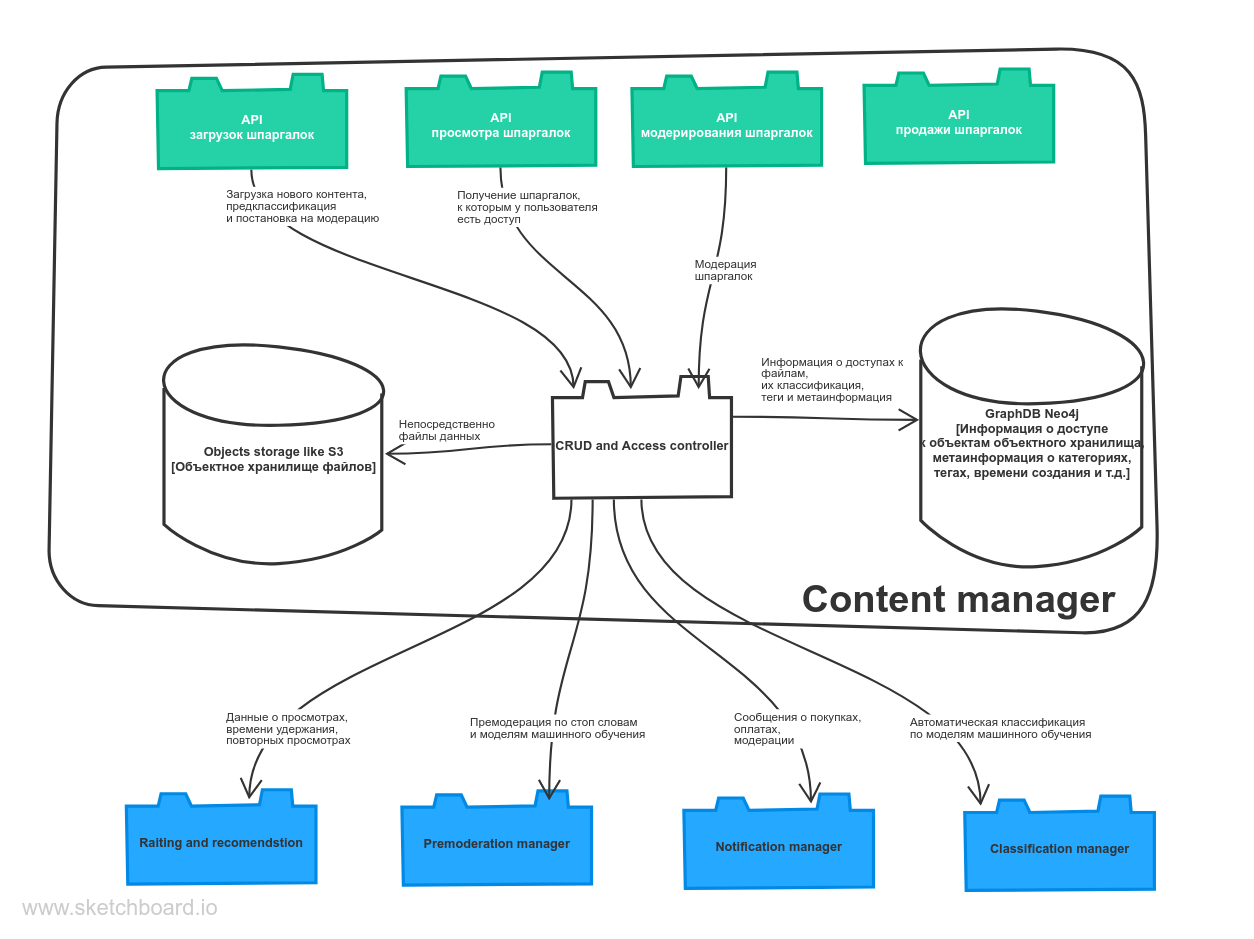 API
загрузок шпаргалок
API
просмотра шпаргалок
API
модерирования шпаргалок
API
продажи шпаргалок
Загрузка нового контента,
предклассификация
и постановка на модерацию
Получение шпаргалок,
к которым у пользователя
есть доступ
Модерация
шпаргалок
Информация о доступах к
файлам,
их классификация,
теги и метаинформация
Непосредственно
файлы данных
Objects storage like S3
[Объектное хранилище файлов]
CRUD and Access controller
GraphDB Neo4j
[Информация о доступе
к объектам объектного хранилища,
метаинформация о категориях,
тегах, времени создания и т.д.]
Content manager
Данные о просмотрах,
времени удержания,
повторных просмотрах
Премодерация по стоп словам
и моделям машинного обучения
Сообщения о покупках,
оплатах,
модерации
Автоматическая классификация
по моделям машинного обучения
Raiting and recomendstion
Premoderation manager
Notification manager
Classification manager
www.sketchboard.io